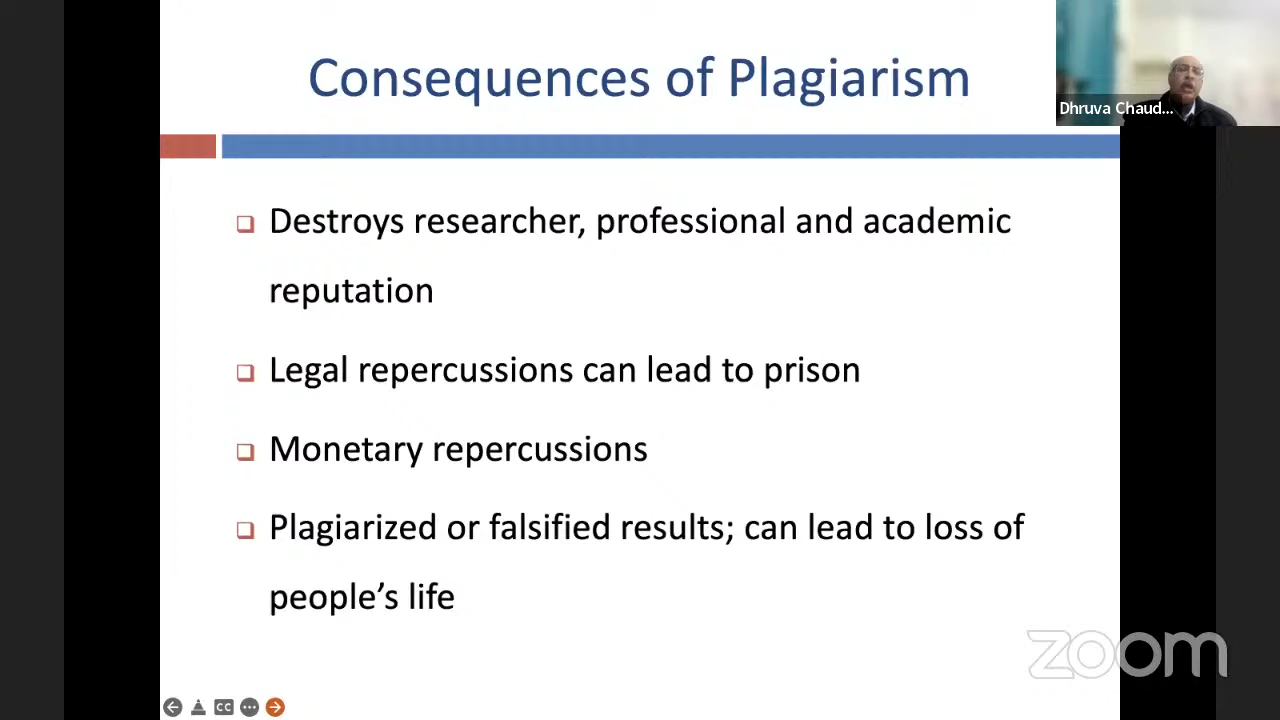 Consequences of Plagiarism
Dhruva Chaud...
Destroys researcher, professional and academic
reputation
Legal repercussions can lead to prison
Monetary repercussions
Plagiarized or falsified results; can lead to loss of
people's life
zoom
CC